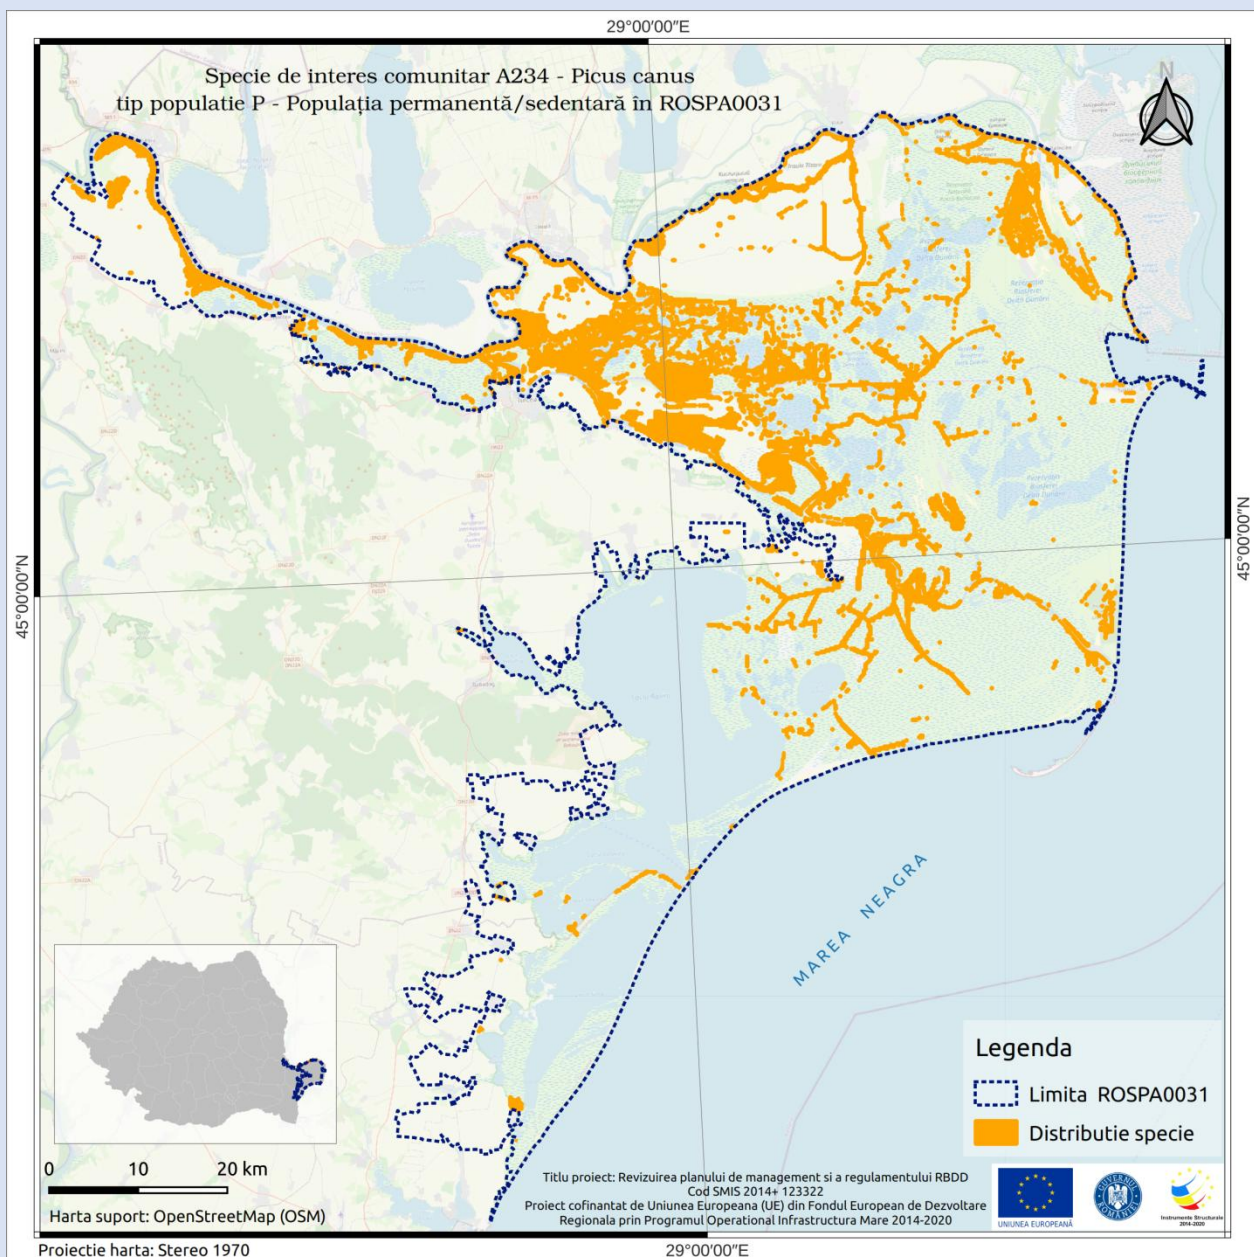 29°00′00″E
Specie de interes comunitar A234 - Picus canus
tip populatie P - Populația permanentă/sedentară in ROSPA0031
N
45°00′00″N
45°00′00″N
MAREA NEAGRA
Legenda
Limita ROSPA0031
Distributie specie
0 10 20 km
Harta suport: OpenStreetMap (OSM)
Titlu proiect: Revizuirea planului de management si a regulamentului RBDD
Cod SMIS 2014+ 123322
Proiect cofinantat de Uniunea Europeana (UE) din Fondul European de Dezvoltare
Regionala prin Programul Operational Infrastructura Mare 2014-2020
UNIUNEA EUROPEANĂ
GUVERNUL ROMÂNIEI
Instrumente Structurale
2014-2020
Proiectie harta: Stereo 1970
29°00′00″E